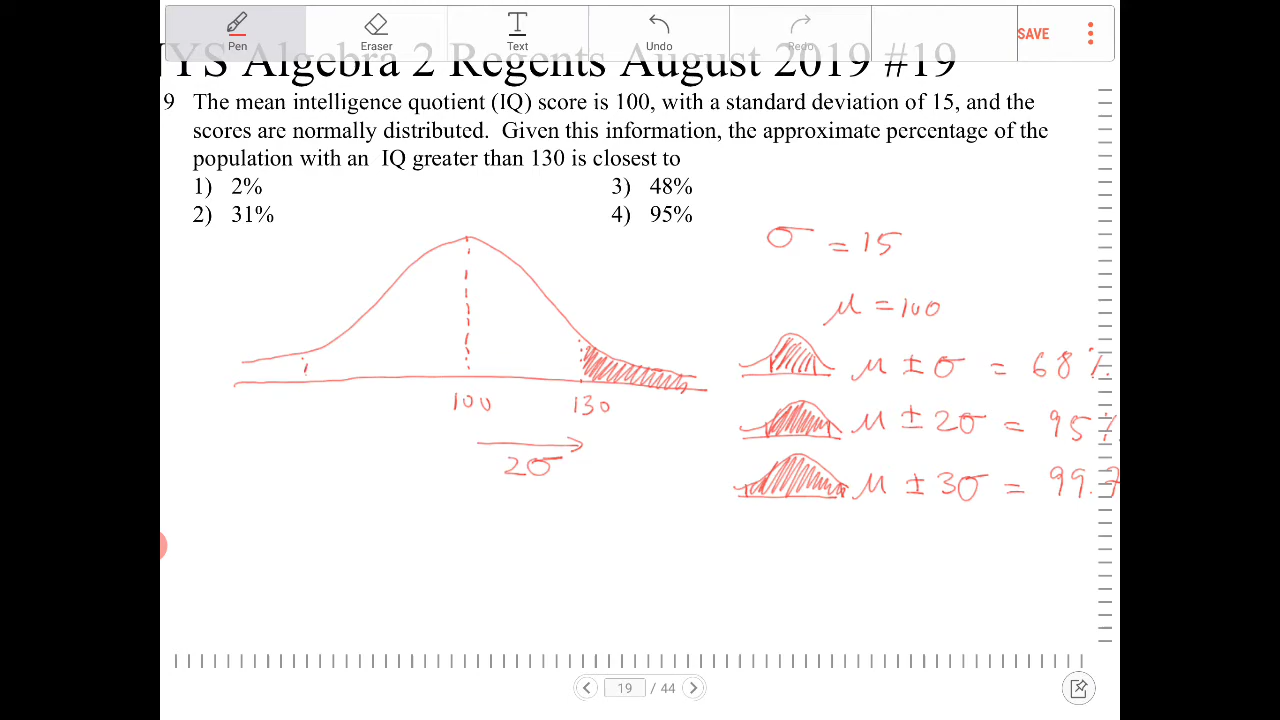 Pen
Eraser
Text
Undo
Redo
SAVE
YS Algebra 2 Regents August 2019 #19
9 The mean intelligence quotient (IQ) score is 100, with a standard deviation of 15, and the
scores are normally distributed. Given this information, the approximate percentage of the
population with an IQ greater than 130 is closest to
1) 2% 3) 48%
2) 31% 4) 95%
σ = 15
μ = 100
μ ± σ = 68%
μ ± 2σ = 95%
μ ± 3σ = 99.7
100 130
2σ
19 / 44